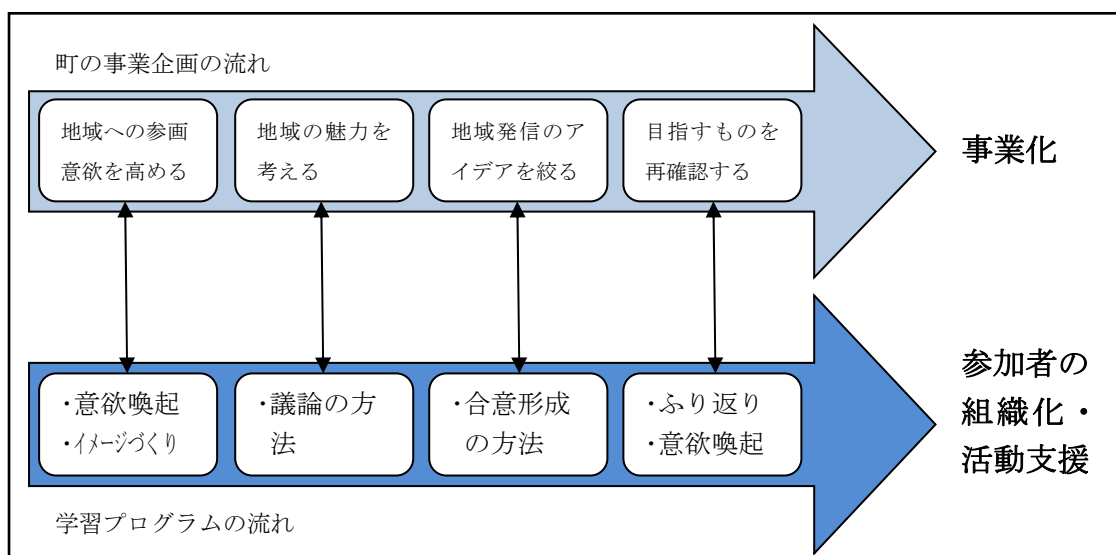 町の事業企画の流れ
地域への参画
意欲を高める
地域の魅力を
考える
地域発信のア
イデアを絞る
目指すものを
再確認する
事業化
・意欲喚起
・イメージづくり
・議論の方
法
・合意形成
の方法
・ふり返り
・意欲喚起
参加者の
組織化・
活動支援
学習プログラムの流れ